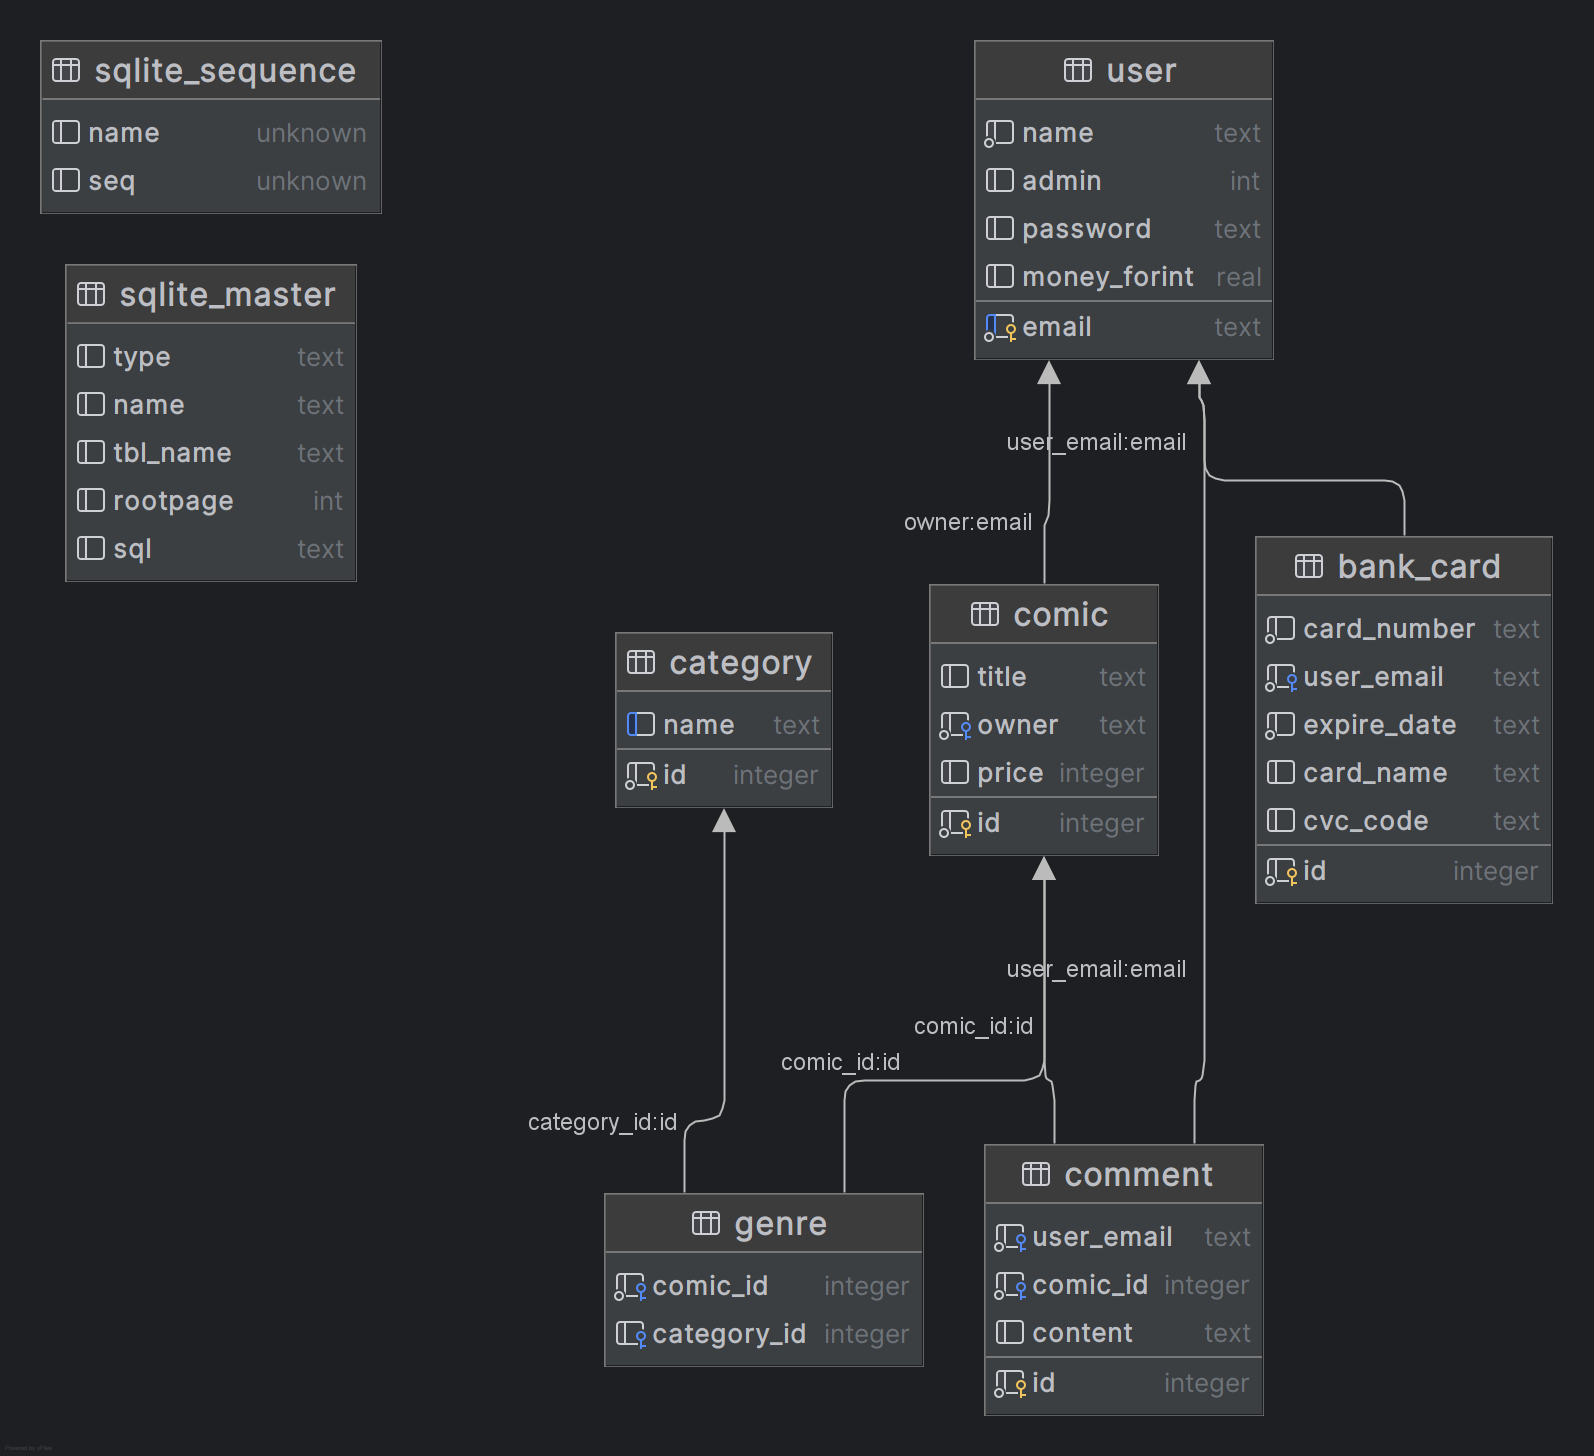 sqlite_sequence
name unknown
seq unknown
sqlite_master
type text
name text
tbl_name text
rootpage int
sql text
user
name text
admin int
password text
money_forint real
email text
user_email:email
owner:email
bank_card
card_number text
user_email text
expire_date text
card_name text
cvc_code text
id integer
comic
title text
owner text
price integer
id integer
category
name text
id integer
user_email:email
comic_id:id
comic_id:id
category_id:id
genre
comic_id integer
category_id integer
comment
user_email text
comic_id integer
content text
id integer
Powered by yFiles